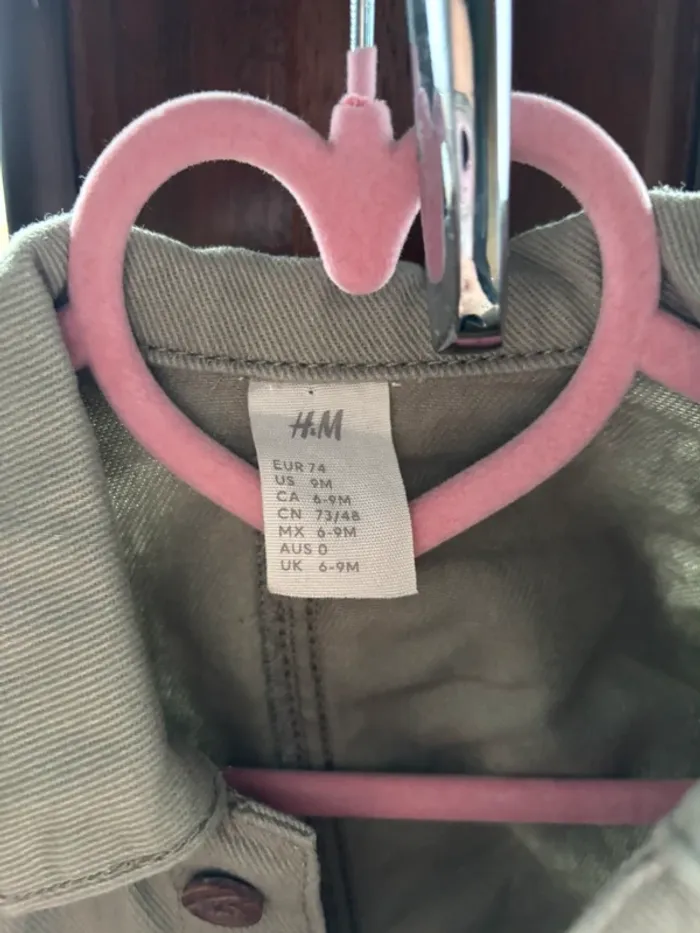 H&M
EUR 74
US 9M
CA 6-9M
CN 73/48
MX 6-9M
AUS 0
UK 6-9M